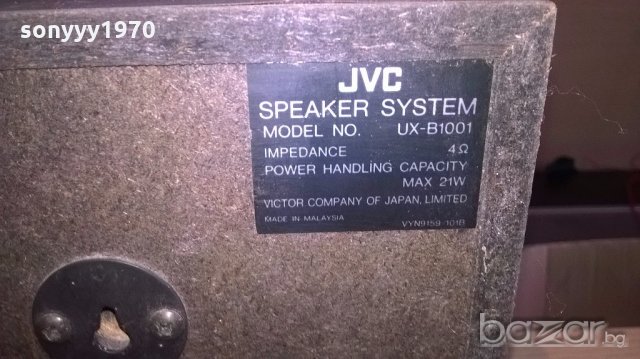 sonyyy1970
JVC
SPEAKER SYSTEM
MODEL NO. UX-B1001
IMPEDANCE 4Ω
POWER HANDLING CAPACITY
MAX 21W
VICTOR COMPANY OF JAPAN, LIMITED
MADE IN MALAYSIA VYN9159-101B
bazar.bg